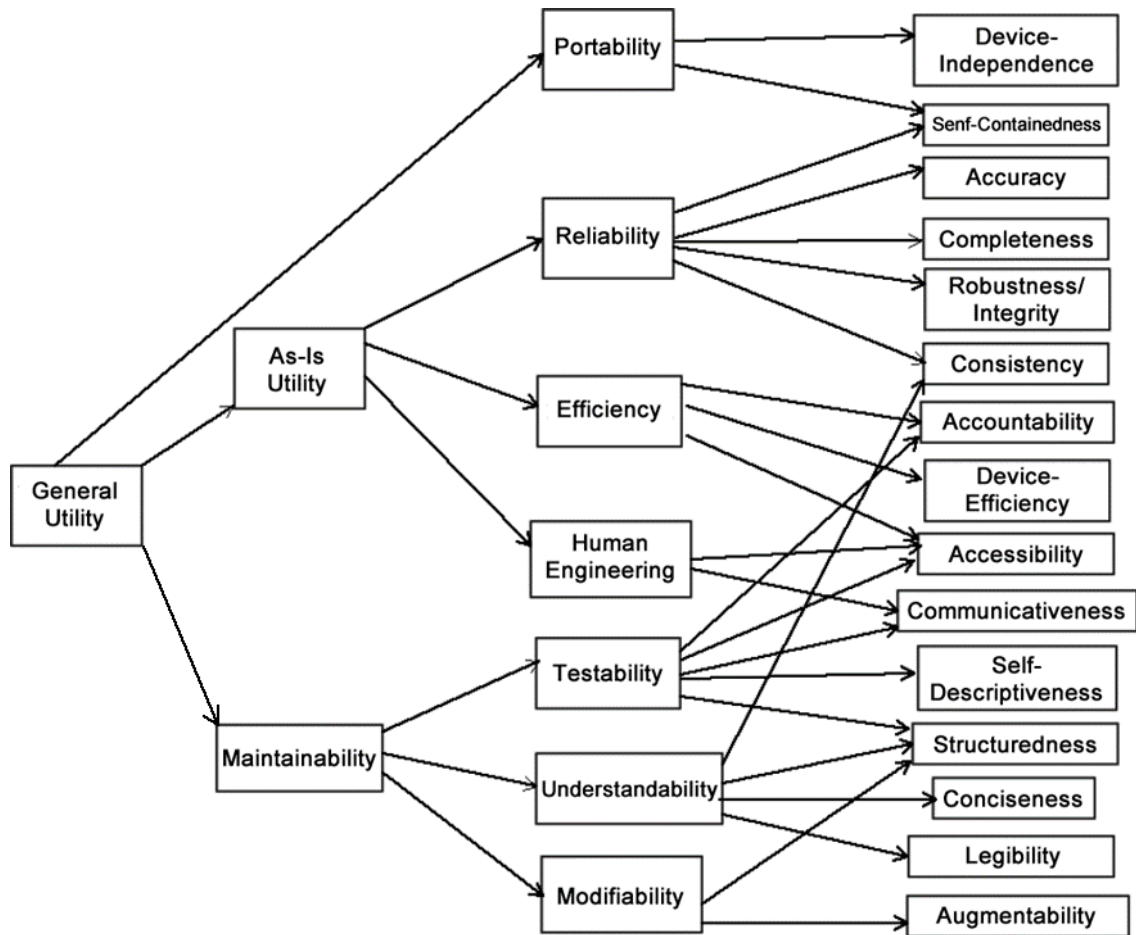 Portability
Device-
Independence
Senf-Containedness
Accuracy
Reliability
Completeness
Robustness/
Integrity
As-Is
Utility
Consistency
Efficiency
Accountability
Device-
Efficiency
General
Utility
Human
Engineering
Accessibility
Communicativeness
Testability
Self-
Descriptiveness
Maintainability
Structuredness
Understandability
Conciseness
Legibility
Modifiability
Augmentability